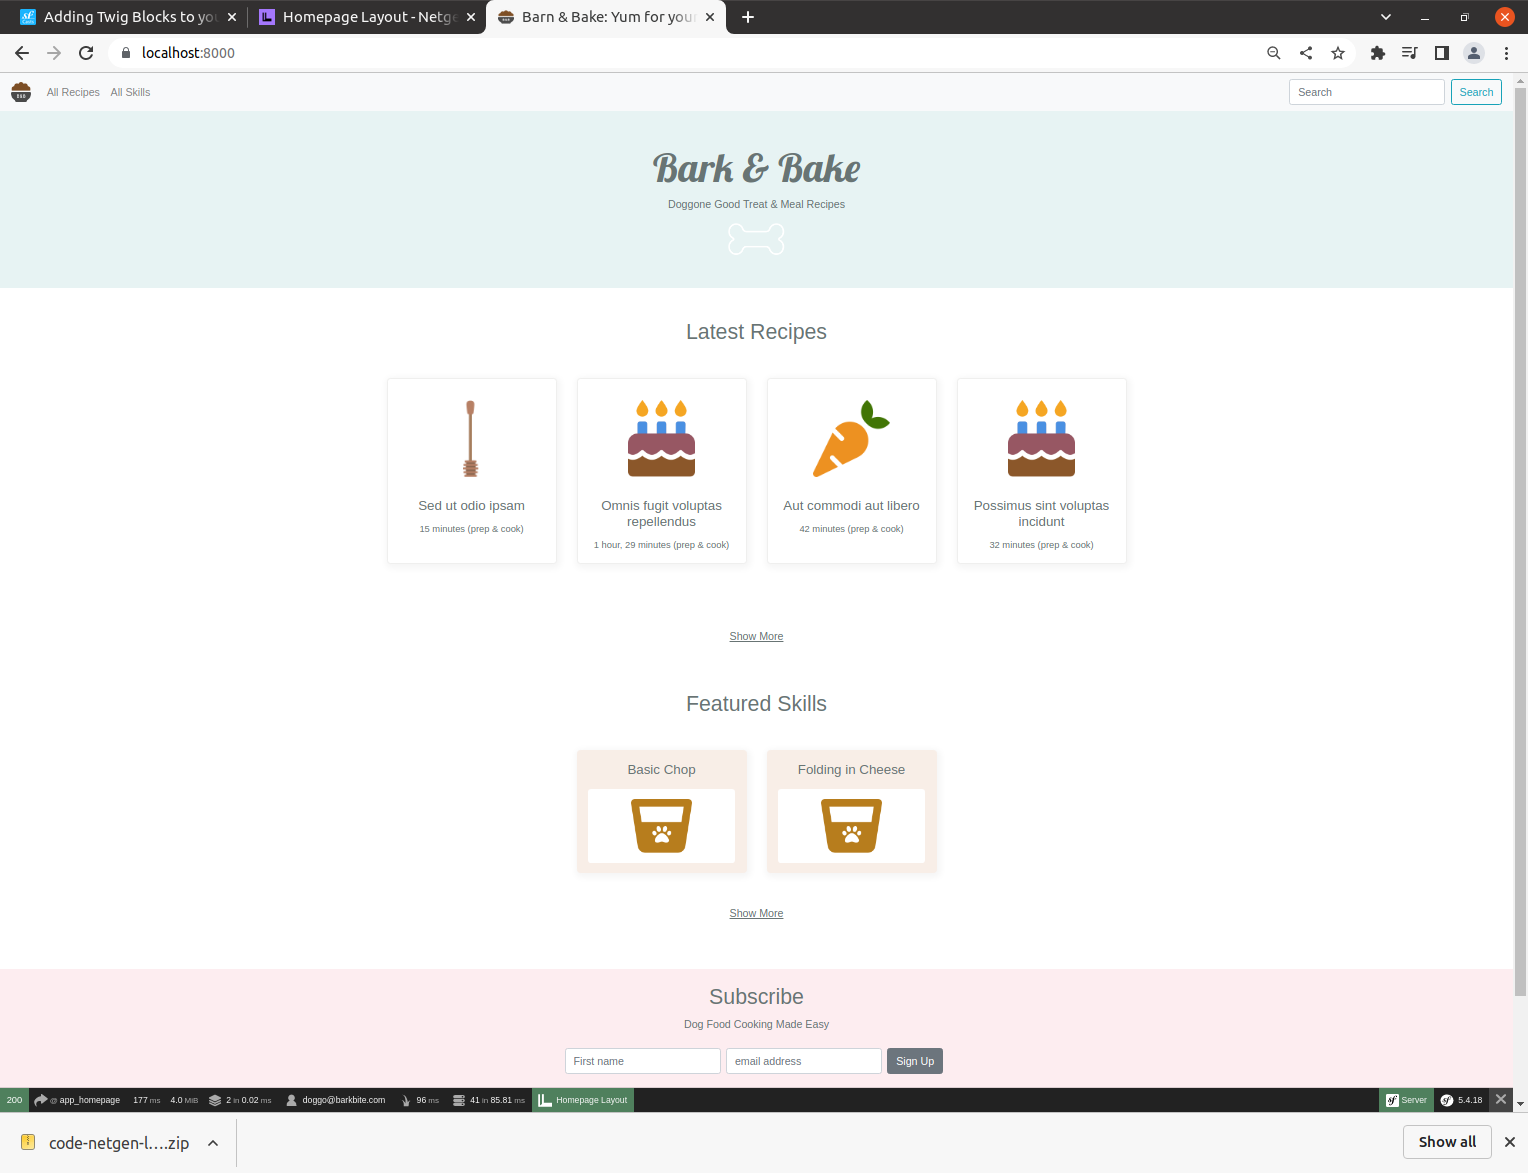 Adding Twig Blocks to you
Homepage Layout - Netge
Barn & Bake: Yum for your
localhost:8000
All Recipes
All Skills
Search
Search
Bark & Bake
Doggone Good Treat & Meal Recipes
Latest Recipes
Sed ut odio ipsam
15 minutes (prep & cook)
Omnis fugit voluptas
repellendus
1 hour, 29 minutes (prep & cook)
Aut commodi aut libero
42 minutes (prep & cook)
Possimus sint voluptas
incidunt
32 minutes (prep & cook)
Show More
Featured Skills
Basic Chop
Folding in Cheese
Show More
Subscribe
Dog Food Cooking Made Easy
First name
email address
Sign Up
200 @ app_homepage 177 ms 4.0 MiB 2 in 0.02 ms doggo@barkbite.com 96 ms 41 in 85.81 ms Homepage Layout Server 5.4.18
code-netgen-l....zip
Show all